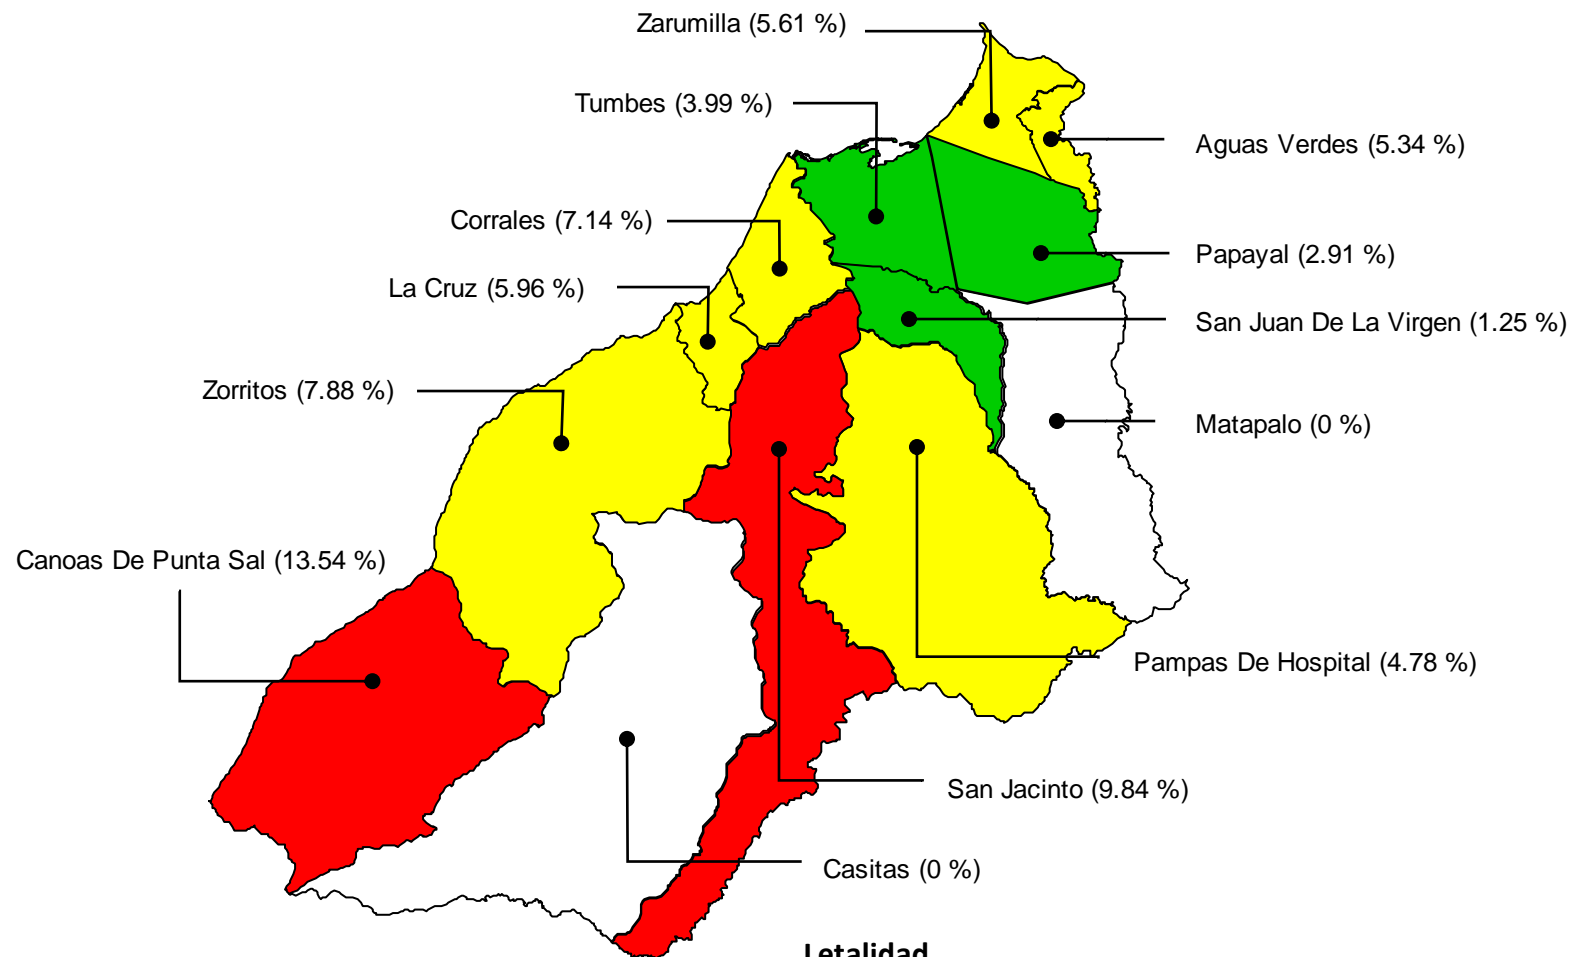 Zarumilla (5.61 %)
Tumbes (3.99 %)
Aguas Verdes (5.34 %)
Corrales (7.14 %)
Papayal (2.91 %)
La Cruz (5.96 %)
San Juan De La Virgen (1.25 %)
Zorritos (7.88 %)
Matapalo (0 %)
Canoas De Punta Sal (13.54 %)
Pampas De Hospital (4.78 %)
San Jacinto (9.84 %)
Casitas (0 %)
Letalidad